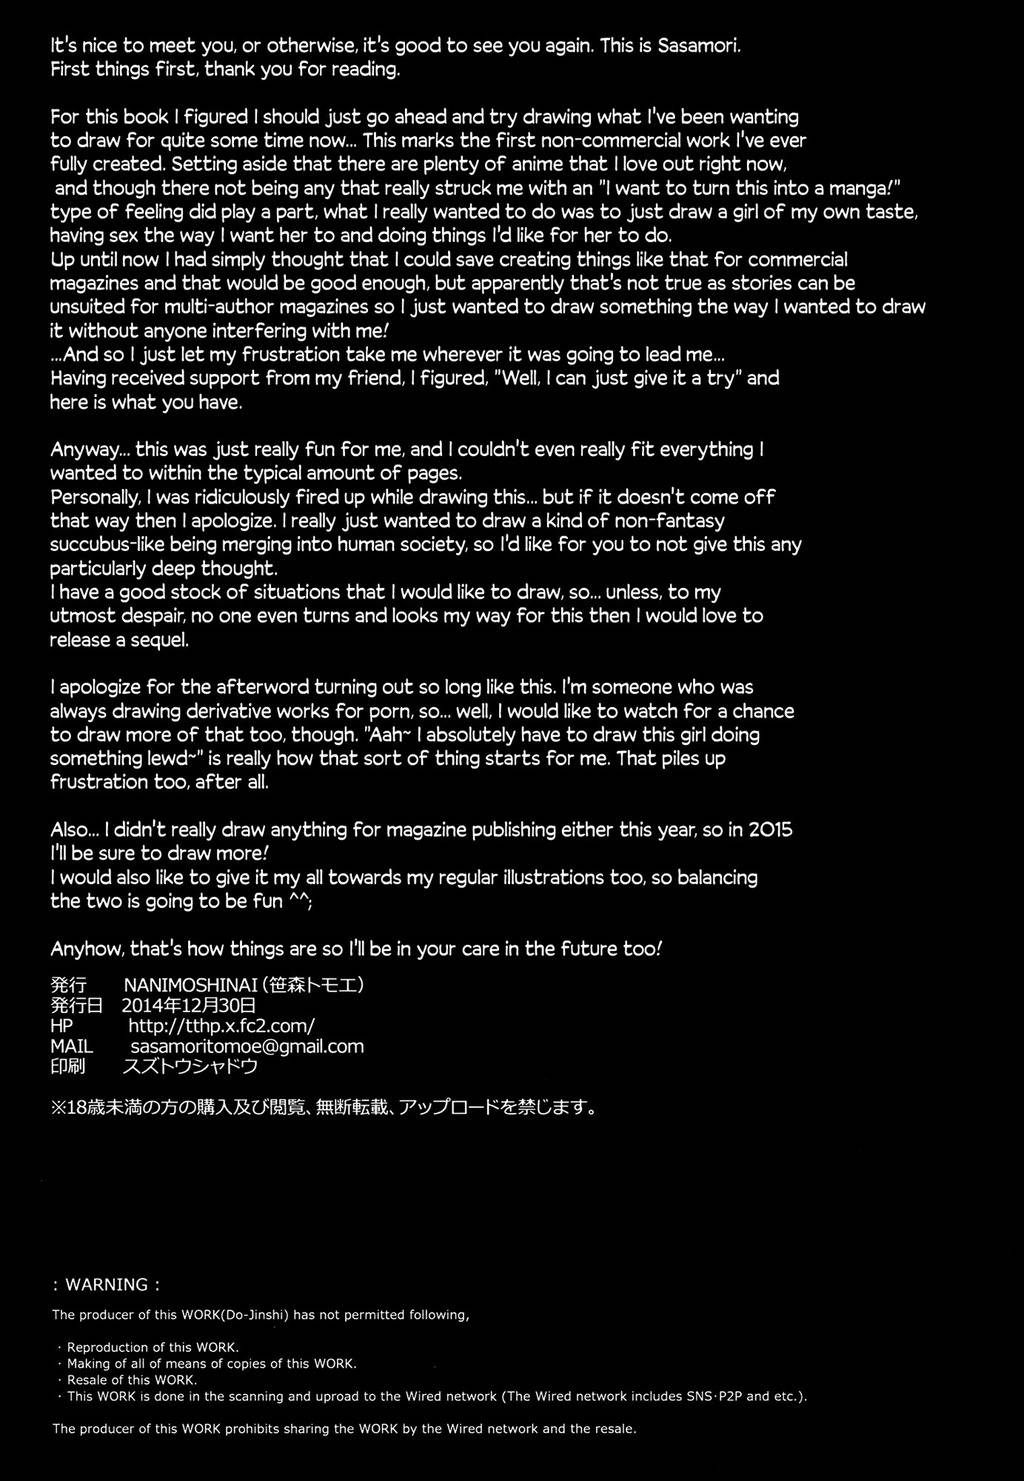 It's nice to meet you, or otherwise, it's good to see you again. This is Sasamori.
First things first, thank you for reading.
For this book I figured I should just go ahead and try drawing what I've been wanting
to draw for quite some time now... This marks the first non-commercial work I've ever
fully created. Setting aside that there are plenty of anime that I love out right now,
and though there not being any that really struck me with an "I want to turn this into a manga!"
type of feeling did play a part, what I really wanted to do was to just draw a girl of my own taste,
having sex the way I want her to and doing things I'd like for her to do.
Up until now I had simply thought that I could save creating things like that for commercial
magazines and that would be good enough, but apparently that's not true as stories can be
unsuited for multi-author magazines so I just wanted to draw something the way I wanted to draw
it without anyone interfering with me!
...And so I just let my frustration take me wherever it was going to lead me...
Having received support from my friend, I figured, "Well, I can just give it a try" and
here is what you have.
Anyway... this was just really fun for me, and I couldn't even really fit everything I
wanted to within the typical amount of pages.
Personally, I was ridiculously fired up while drawing this... but if it doesn't come off
that way then I apologize. I really just wanted to draw a kind of non-fantasy
succubus-like being merging into human society, so I'd like for you to not give this any
particularly deep thought.
I have a good stock of situations that I would like to draw, so... unless, to my
utmost despair, no one even turns and looks my way for this then I would love to
release a sequel.
I apologize for the afterword turning out so long like this. I'm someone who was
always drawing derivative works for porn, so... well, I would like to watch for a chance
to draw more of that too, though. "Aah~ I absolutely have to draw this girl doing
something lewd~" is really how that sort of thing starts for me. That piles up
frustration too, after all.
Also... I didn't really draw anything for magazine publishing either this year, so in 2015
I'll be sure to draw more!
I would also like to give it my all towards my regular illustrations too, so balancing
the two is going to be fun ^^;
Anyhow, that's how things are so I'll be in your care in the future too!
発行 NANIMOSHINAI (笹森トモエ)
発行日 2014年12月30日
HP http://tthp.x.fc2.com/
MAIL sasamoritomoe@gmail.com
印刷 スズトウシャドウ
※18歳未満の方の購入及び閲覧、無断転載、アップロードを禁じます。
: WARNING :
The producer of this WORK(Do-Jinshi) has not permitted following,
・Reproduction of this WORK.
・Making of all of means of copies of this WORK.
・Resale of this WORK.
・This WORK is done in the scanning and uproad to the Wired network (The Wired network includes SNS·P2P and etc.).
The producer of this WORK prohibits sharing the WORK by the Wired network and the resale.